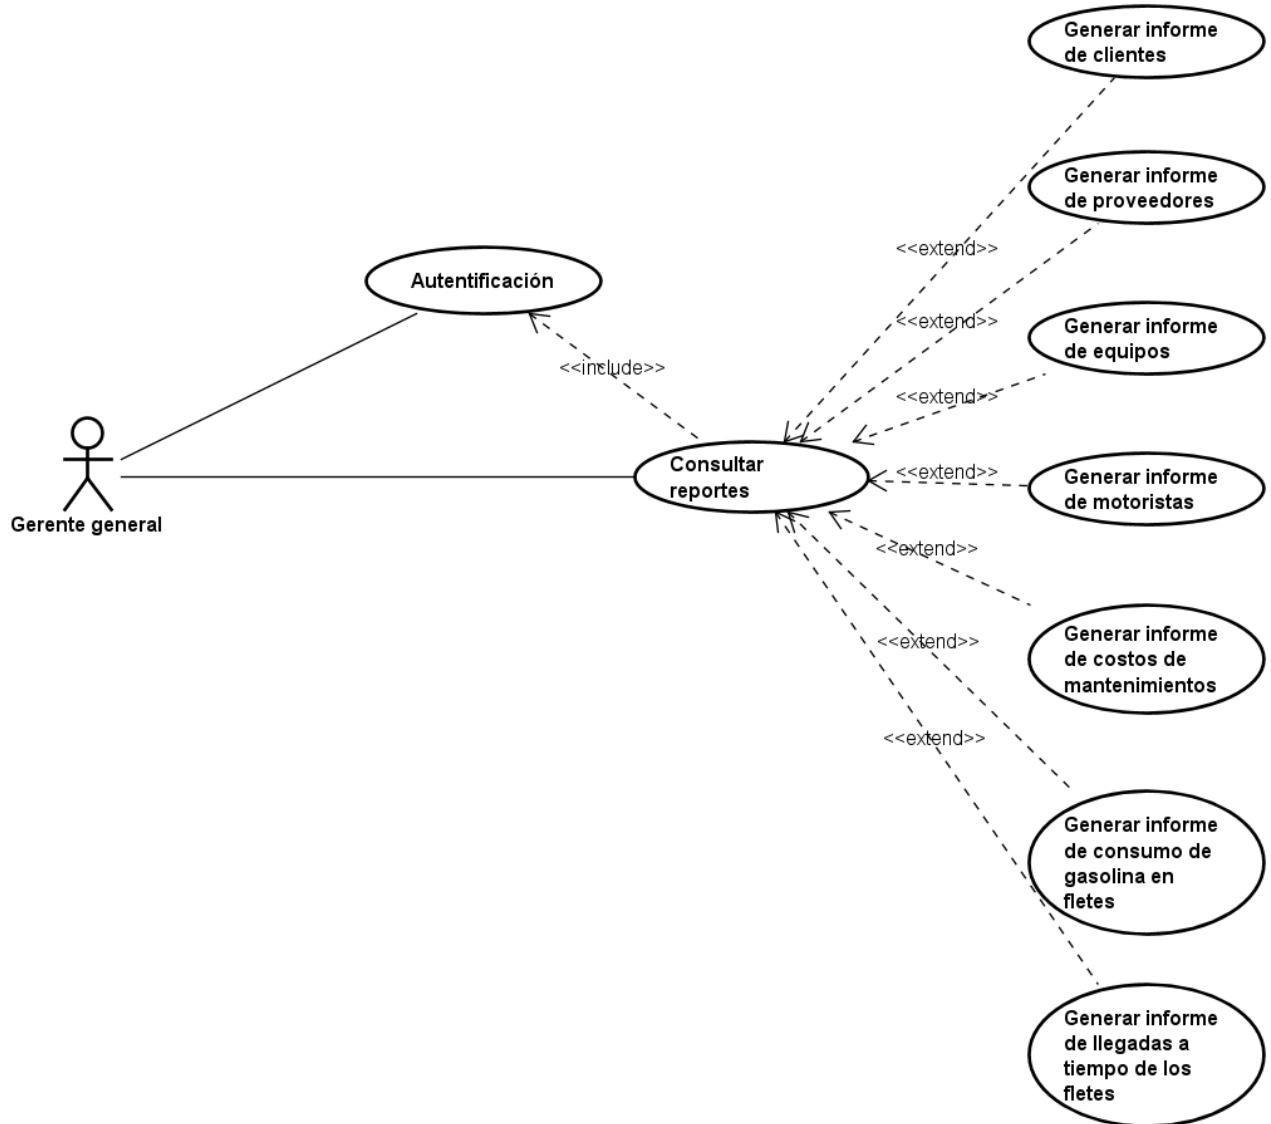 Generar informe
de clientes
Generar informe
de proveedores
<<extend>>
Autentificación
<<extend>>
Generar informe
de equipos
<<include>>
<<extend>>
Consultar
reportes
<<extend>>
Generar informe
de motoristas
Gerente general
<<extend>>
Generar informe
de costos de
mantenimientos
<<extend>>
<<extend>>
Generar informe
de consumo de
gasolina en
fletes
Generar informe
de llegadas a
tiempo de los
fletes